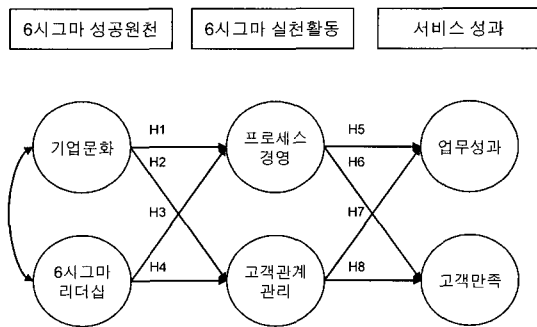 6시그마 성공원천
6시그마 실천활동
서비스 성과
기업문화
H1
H2
프로세스
경영
H5
H6
업무성과
H3
H4
H7
H8
6시그마
리더십
고객관계
관리
고객만족